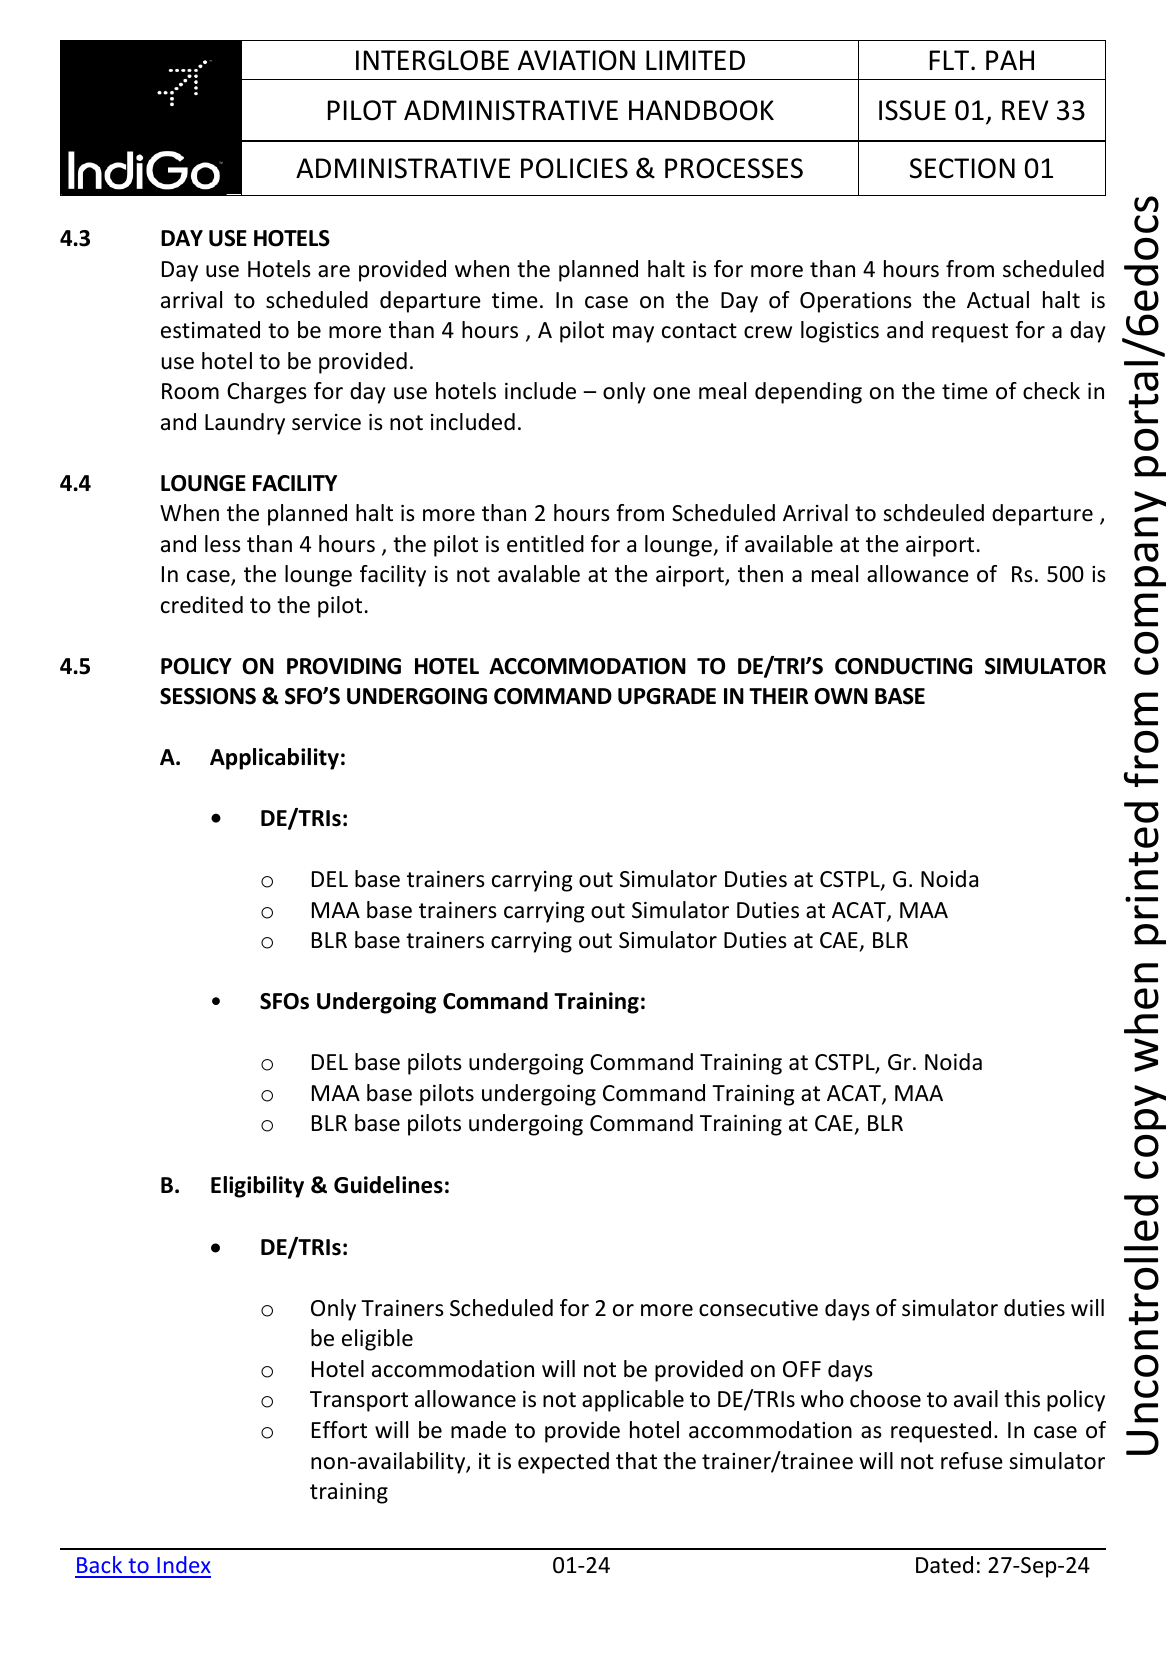 INTERGLOBE AVIATION LIMITED
FLT. PAH
PILOT ADMINISTRATIVE HANDBOOK
ISSUE 01, REV 33
IndiGo
ADMINISTRATIVE POLICIES & PROCESSES
SECTION 01
4.3 DAY USE HOTELS
Day use Hotels are provided when the planned halt is for more than 4 hours from scheduled
arrival to scheduled departure time. In case on the Day of Operations the Actual halt is
estimated to be more than 4 hours , A pilot may contact crew logistics and request for a day
use hotel to be provided.
Room Charges for day use hotels include – only one meal depending on the time of check in
and Laundry service is not included.
4.4 LOUNGE FACILITY
When the planned halt is more than 2 hours from Scheduled Arrival to schdeuled departure ,
and less than 4 hours , the pilot is entitled for a lounge, if available at the airport.
In case, the lounge facility is not avalable at the airport, then a meal allowance of Rs. 500 is
credited to the pilot.
4.5 POLICY ON PROVIDING HOTEL ACCOMMODATION TO DE/TRI’S CONDUCTING SIMULATOR
SESSIONS & SFO’S UNDERGOING COMMAND UPGRADE IN THEIR OWN BASE
A. Applicability:
• DE/TRIs:
o DEL base trainers carrying out Simulator Duties at CSTPL, G. Noida
o MAA base trainers carrying out Simulator Duties at ACAT, MAA
o BLR base trainers carrying out Simulator Duties at CAE, BLR
• SFOs Undergoing Command Training:
o DEL base pilots undergoing Command Training at CSTPL, Gr. Noida
o MAA base pilots undergoing Command Training at ACAT, MAA
o BLR base pilots undergoing Command Training at CAE, BLR
B. Eligibility & Guidelines:
• DE/TRIs:
o Only Trainers Scheduled for 2 or more consecutive days of simulator duties will
be eligible
o Hotel accommodation will not be provided on OFF days
o Transport allowance is not applicable to DE/TRIs who choose to avail this policy
o Effort will be made to provide hotel accommodation as requested. In case of
non-availability, it is expected that the trainer/trainee will not refuse simulator
training
Back to Index
01-24
Dated: 27-Sep-24
Uncontrolled copy when printed from company portal/6edocs